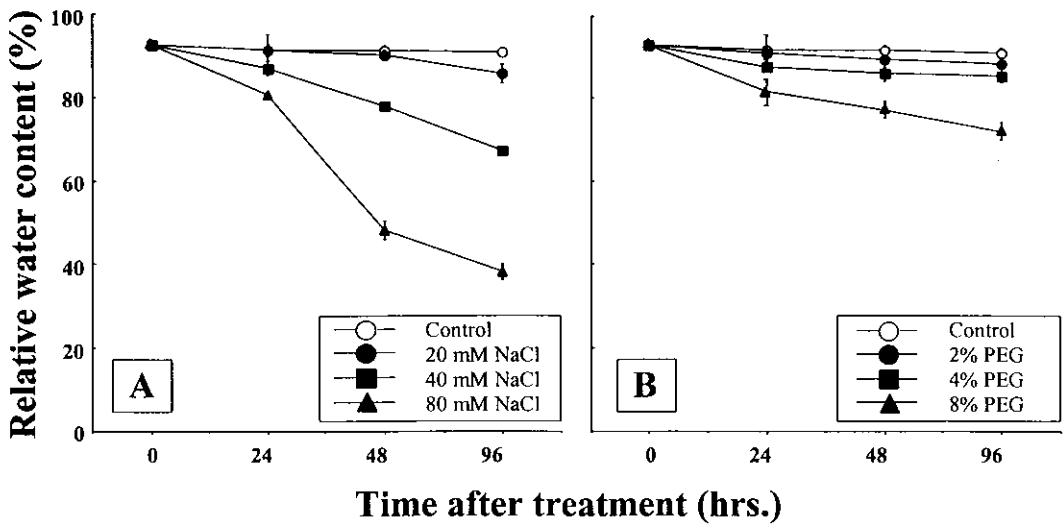 Relative water content (%)
100
80
60
40
20
0
Control
20 mM NaCl
40 mM NaCl
80 mM NaCl
A
0
24
48
96
Control
2% PEG
4% PEG
8% PEG
B
0
24
48
96
Time after treatment (hrs.)